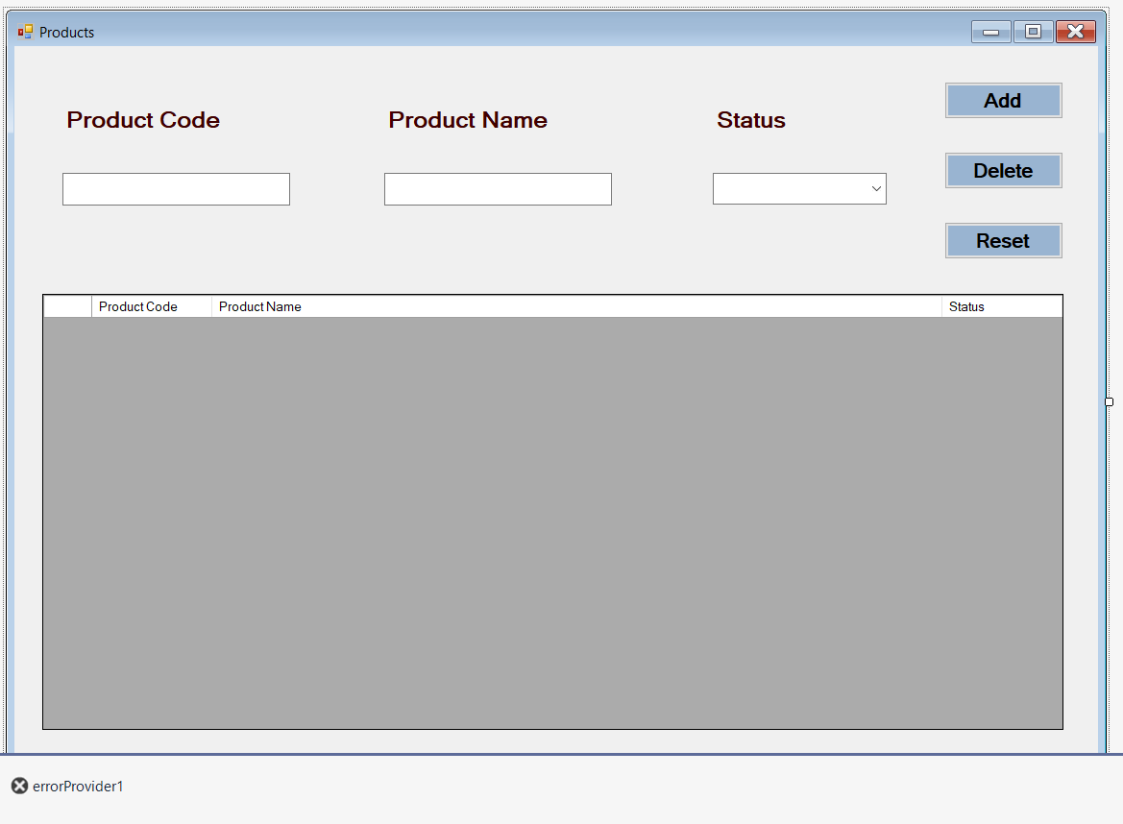 Products
Product Code Product Name Status
Add
Delete
Reset
Product Code Product Name Status
errorProvider1